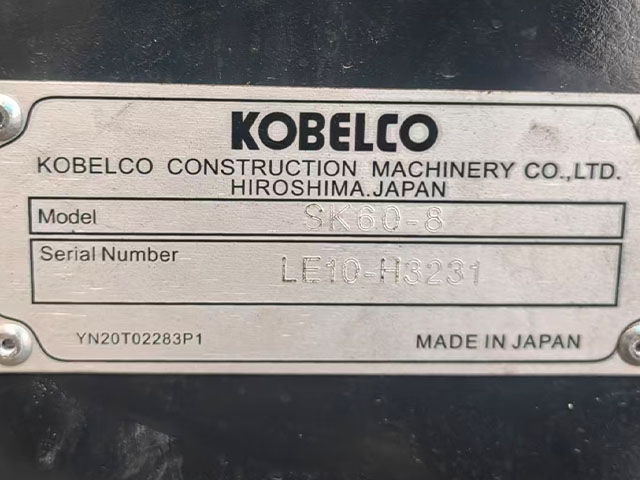 KOBELCO
KOBELCO CONSTRUCTION MACHINERY CO.,LTD.
HIROSHIMA.JAPAN
Model SK60-8
Serial Number LE10-H3231
YN20T02283P1 MADE IN JAPAN